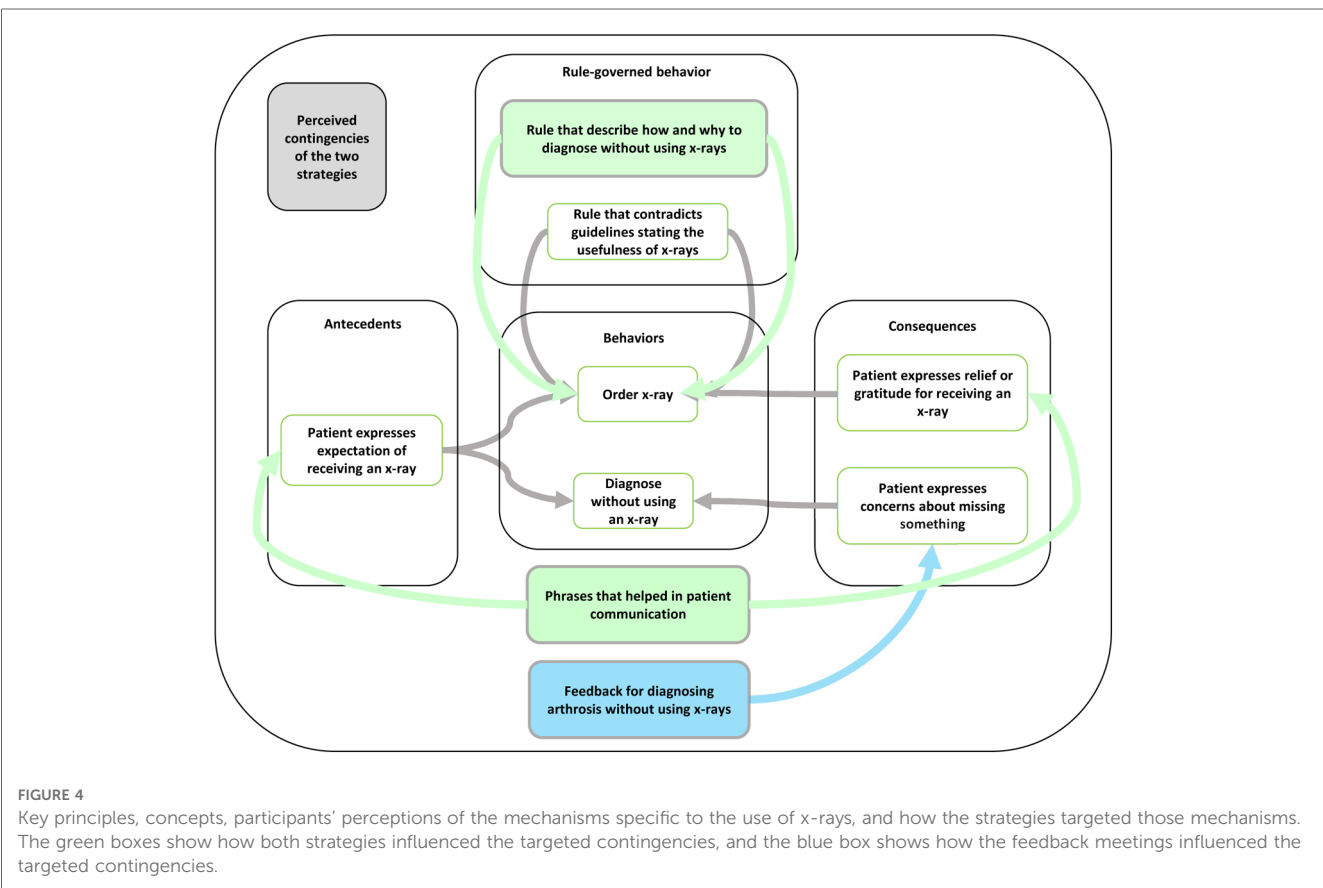 Rule-governed behavior
Perceived
contingencies
of the two
strategies
Rule that describe how and why to
diagnose without using x-rays
Rule that contradicts
guidelines stating the
usefulness of x-rays
Antecedents
Patient expresses
expectation of
receiving an x-ray
Behaviors
Order x-ray
Diagnose
without using
an x-ray
Consequences
Patient expresses relief or
gratitude for receiving an
x-ray
Patient expresses
concerns about missing
something
Phrases that helped in patient
communication
Feedback for diagnosing
arthrosis without using x-rays
FIGURE 4
Key principles, concepts, participants' perceptions of the mechanisms specific to the use of x-rays, and how the strategies targeted those mechanisms.
The green boxes show how both strategies influenced the targeted contingencies, and the blue box shows how the feedback meetings influenced the
targeted contingencies.